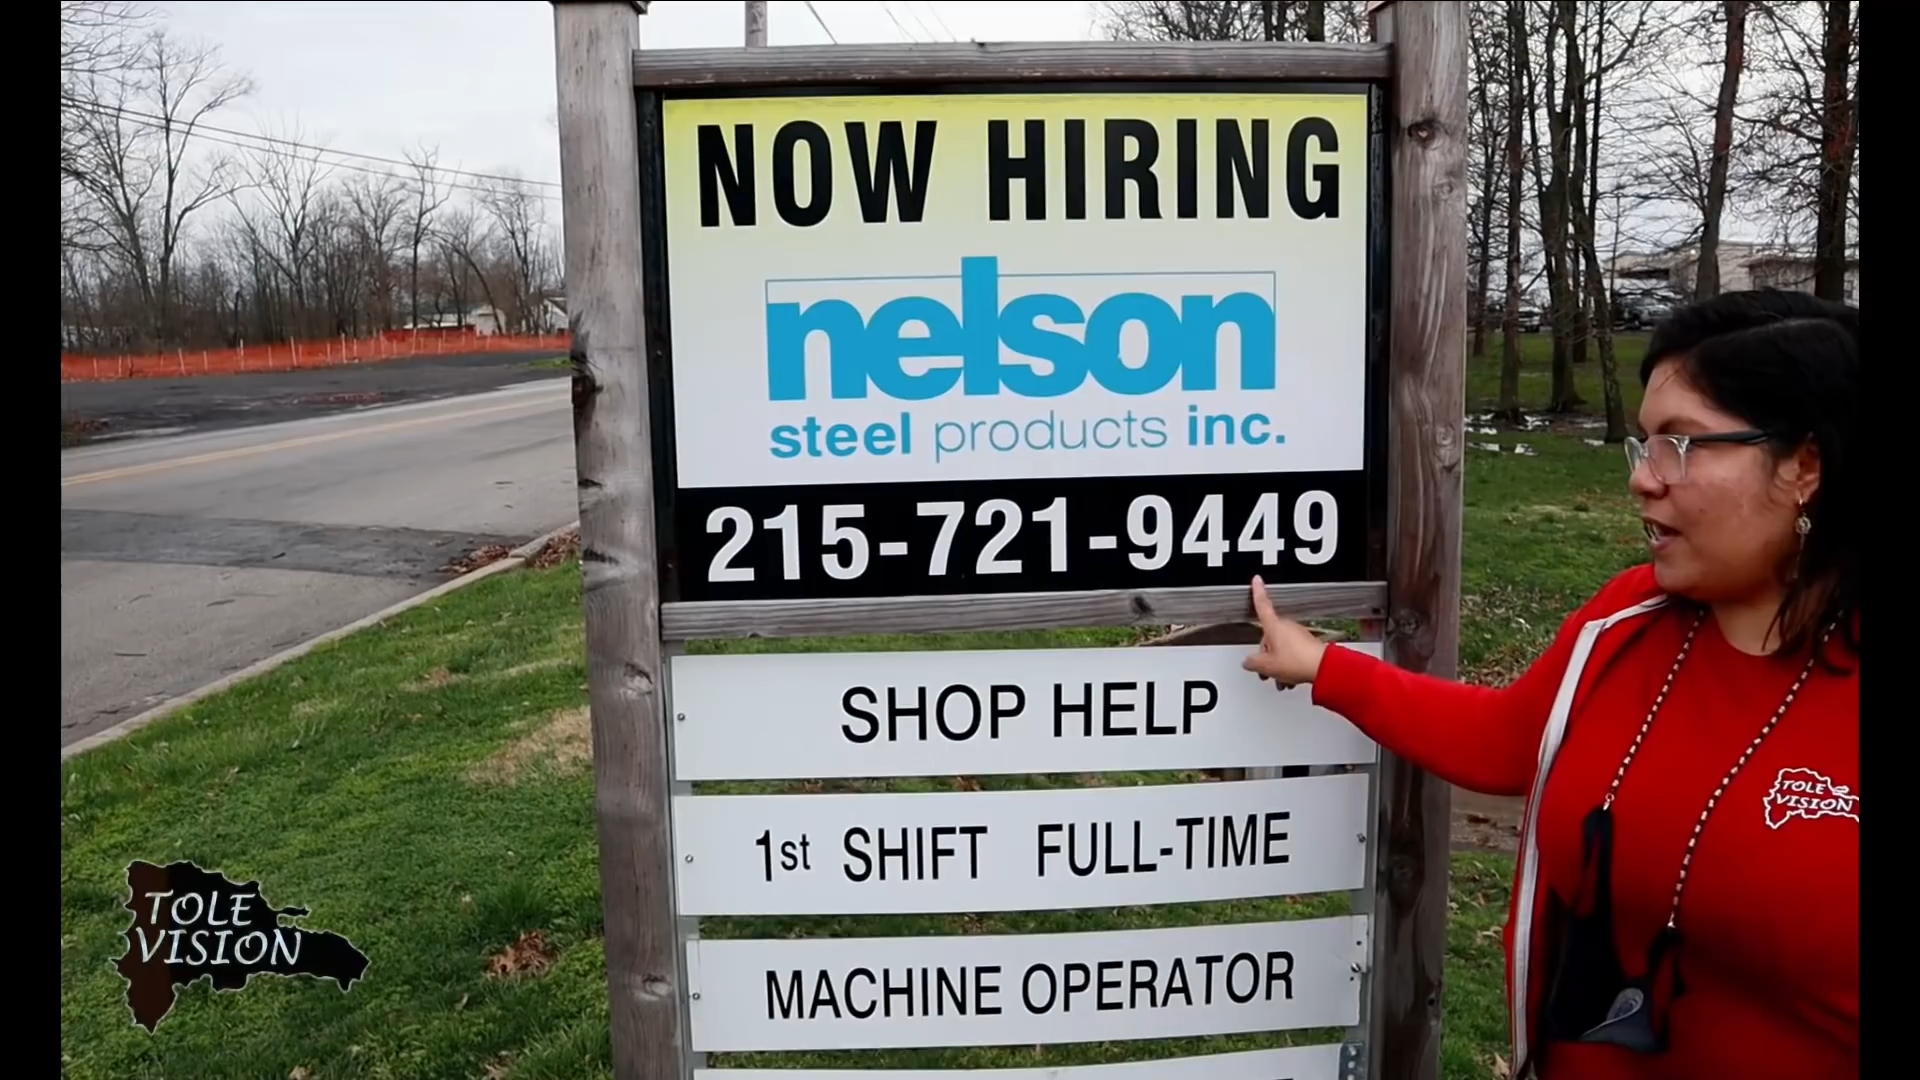 NOW HIRING
nelson
steel products inc.
215-721-9449
SHOP HELP
1st SHIFT FULL-TIME
MACHINE OPERATOR
TOLE
VISION
TOLE
VISION